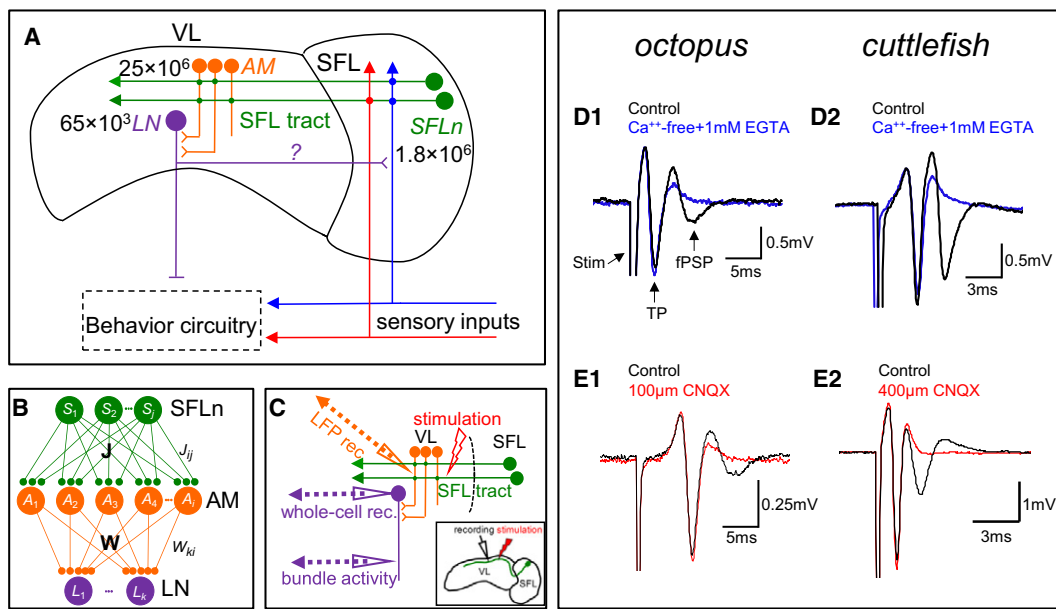 A
VL
SFL
25×10⁶
AM
65×10³ LN
SFL tract
SFLn
?
1.8×10⁶
Behavior circuitry
sensory inputs
B
S₁ S₂ ··· Sⱼ SFLn
J
Jᵢⱼ
A₁ A₂ A₃ A₄ ··· Aᵢ AM
W
wₖᵢ
L₁ ··· Lₖ LN
C
stimulation
LFP rec.
VL
SFL
SFL tract
whole-cell rec.
bundle activity
recording stimulation
VL
SFL
octopus
cuttlefish
D1
Control
Ca⁺⁺-free+1mM EGTA
Stim
TP
fPSP
0.5mV
5ms
D2
Control
Ca⁺⁺-free+1mM EGTA
0.5mV
3ms
E1
Control
100µm CNQX
0.25mV
5ms
E2
Control
400µm CNQX
1mV
3ms